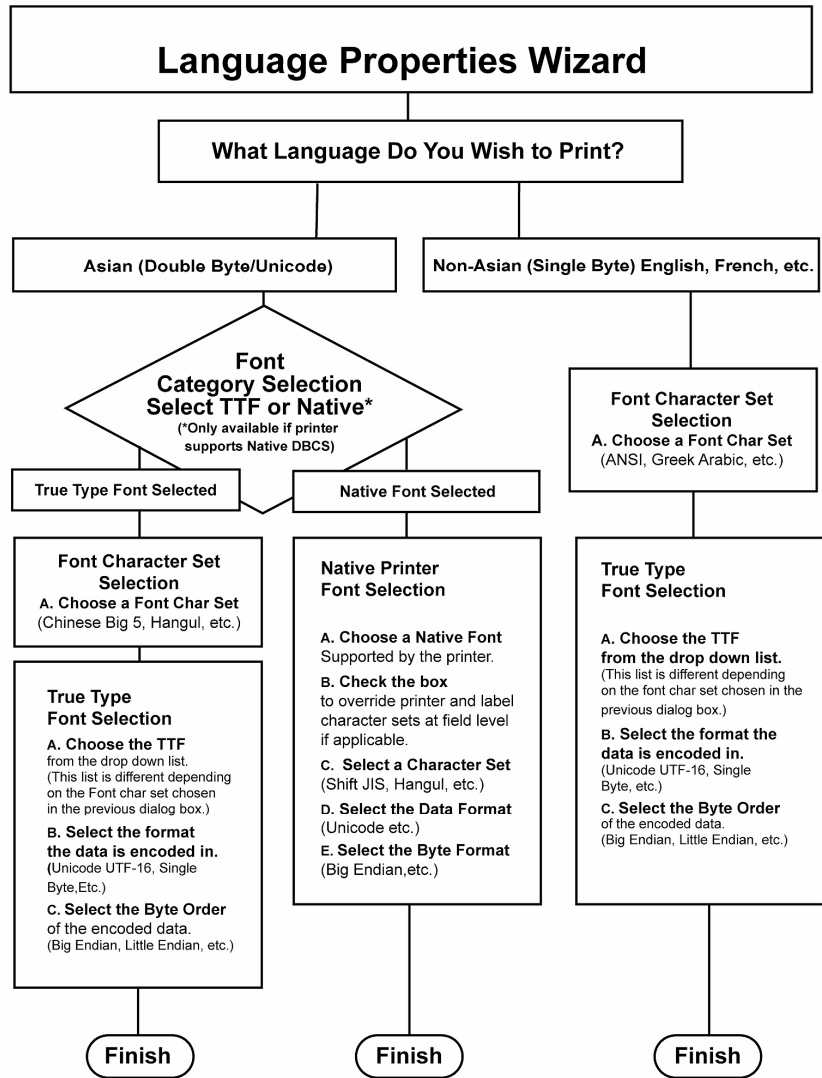 Language Properties Wizard
What Language Do You Wish to Print?
Asian (Double Byte/Unicode)
Non-Asian (Single Byte) English, French, etc.
Font
Category Selection
Select TTF or Native*
(*Only available if printer
supports Native DBCS)
True Type Font Selected
Native Font Selected
Font Character Set
Selection
A. Choose a Font Char Set
(ANSI, Greek Arabic, etc.)
Font Character Set
Selection
A. Choose a Font Char Set
(Chinese Big 5, Hangul, etc.)
True Type
Font Selection
A. Choose the TTF
from the drop down list.
(This list is different depending
on the Font char set chosen
in the previous dialog box.)
B. Select the format
the data is encoded in.
(Unicode UTF-16, Single
Byte,Etc.)
C. Select the Byte Order
of the encoded data.
(Big Endian, Little Endian, etc.)
Native Printer
Font Selection
A. Choose a Native Font
Supported by the printer.
B. Check the box
to override printer and label
character sets at field level
if applicable.
C. Select a Character Set
(Shift JIS, Hangul, etc.)
D. Select the Data Format
(Unicode etc.)
E. Select the Byte Format
(Big Endian,etc.)
True Type
Font Selection
A. Choose the TTF
from the drop down list.
(This list is different depending
on the font char set chosen in the
previous dialog box.)
B. Select the format the
data is encoded in.
(Unicode UTF-16, Single
Byte, etc.)
C. Select the Byte Order
of the encoded data.
(Big Endian, Little Endian, etc.)
Finish
Finish
Finish